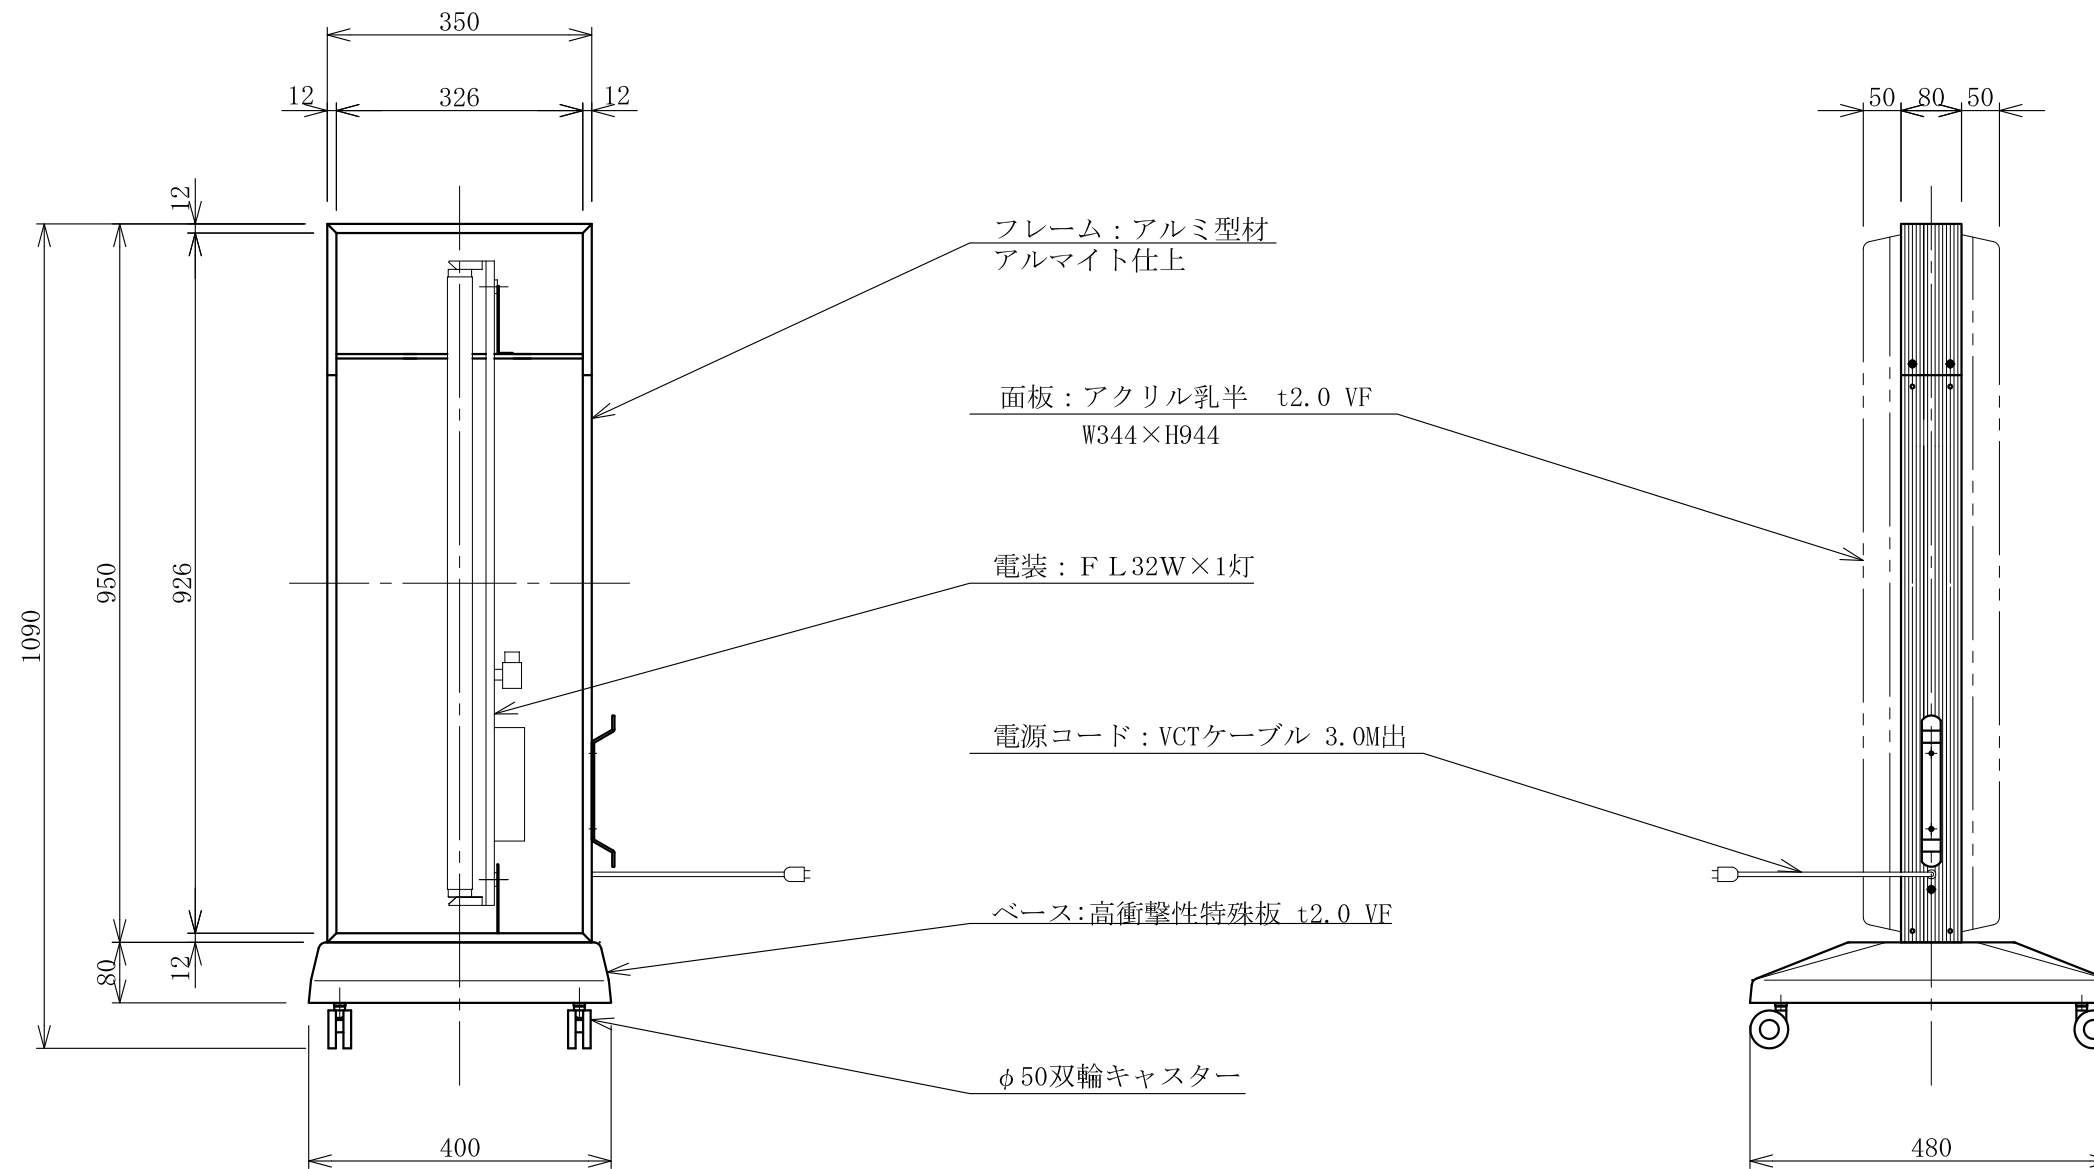 350
12 326 12
50 80 50
12
フレーム：アルミ型材
アルマイト仕上
面板：アクリル乳半　t2.0 VF
W344×H944
950
926
電装：ＦＬ32W×1灯
1090
電源コード：VCTケーブル 3.0M出
ベース:高衝撃性特殊板 t2.0 VF
80
12
φ50双輪キャスター
400
480